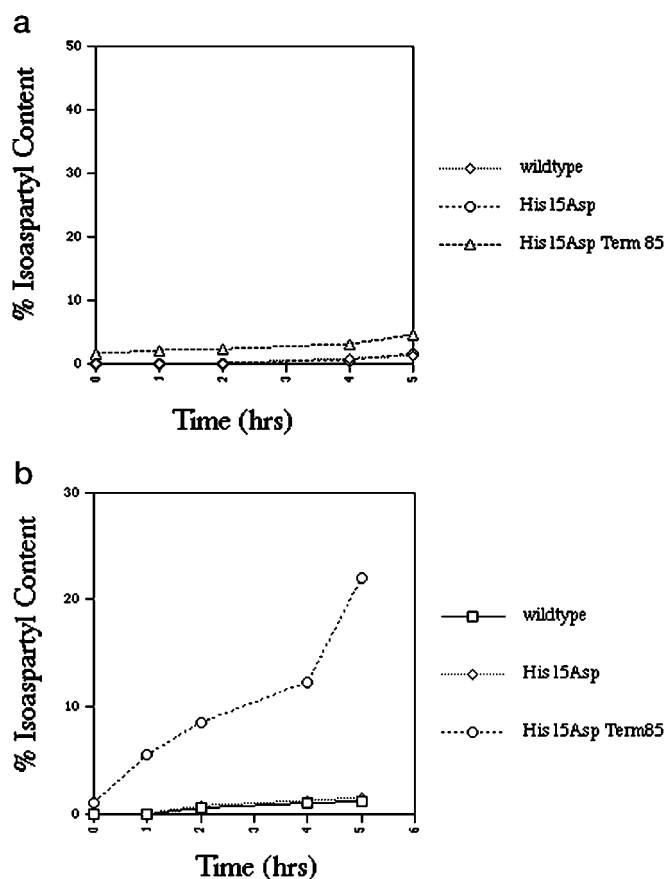 a
50
40
30
20
10
0
% Isoaspartyl Content
0 1 2 3 4 5
Time (hrs)
wildtype
His15Asp
His15Asp Term 85
b
30
20
10
0
% Isoaspartyl Content
0 1 2 3 4 5 6
Time (hrs)
wildtype
His15Asp
His15Asp Term85